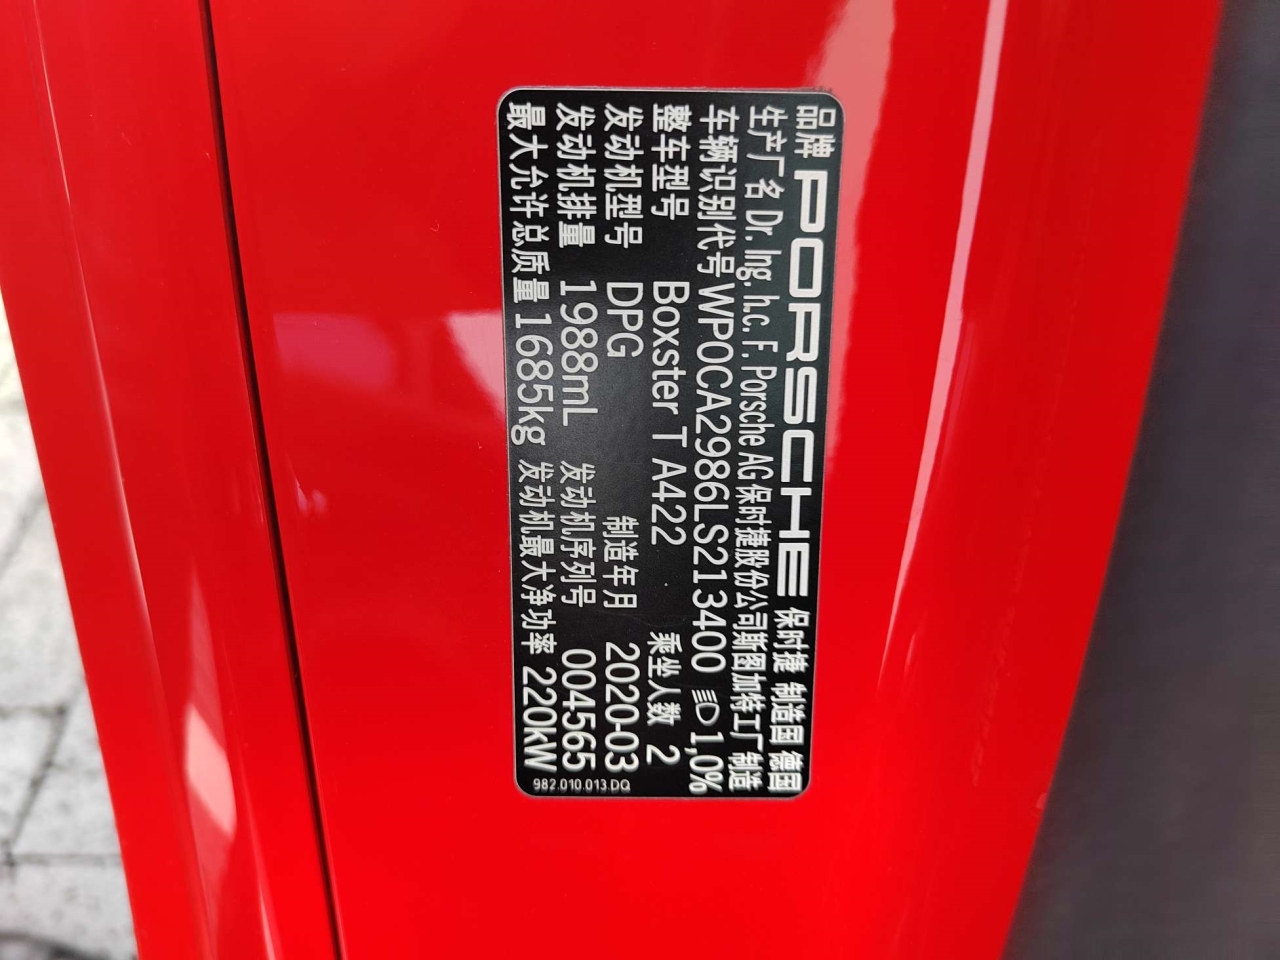 品牌 PORSCHE 保时捷 制造国 德国
生产厂名 Dr. Ing. h.c. F. Porsche AG 保时捷股份公司斯图加特工厂 制造
车辆识别代号 WP0CA2986LS213400 1,0%
整车型号 Boxster T A422 乘坐人数 2
发动机型号 DPG 制造年月 2020-03
发动机排量 1988mL 发动机序列号 004565
最大允许总质量 1685kg 发动机最大净功率 220kW
982.010.013.DQ